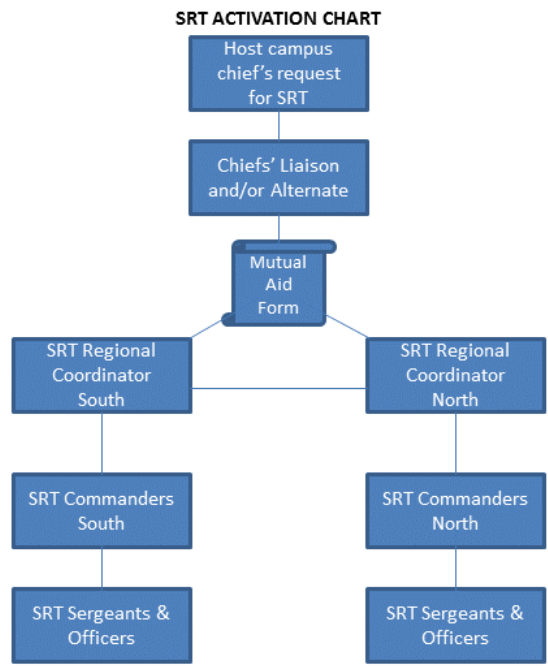 SRT ACTIVATION CHART
Host campus
chief's request
for SRT
Chiefs' Liaison
and/or Alternate
Mutual
Aid
Form
SRT Regional
Coordinator
South
SRT Regional
Coordinator
North
SRT Commanders
South
SRT Commanders
North
SRT Sergeants &
Officers
SRT Sergeants &
Officers